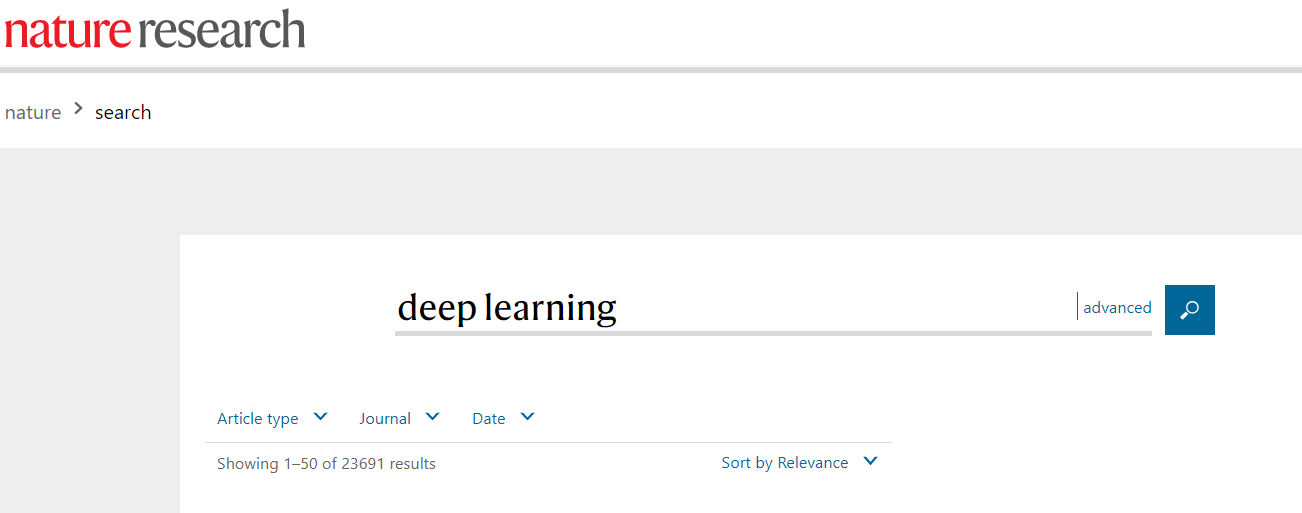 nature research
nature > search
deep learning
advanced
Article type Journal Date
Showing 1–50 of 23691 results
Sort by Relevance